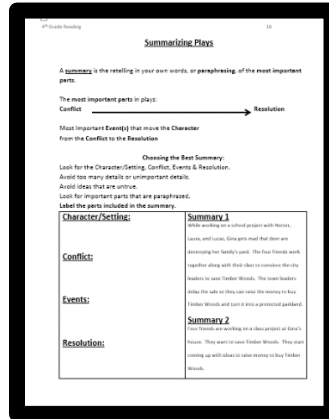 4th Grade Reading 16
Summarizing Plays
A summary is the retelling in your own words, or paraphrasing, of the most important
parts.
The most important parts in plays:
Conflict Resolution
Most Important Event(s) that move the Character
from the Conflict to the Resolution
Choosing the Best Summary:
Look for the Character/Setting, Conflict, Events & Resolution.
Avoid too many details or unimportant details.
Avoid ideas that are untrue.
Look for important parts that are paraphrased.
Label the parts included in the summary.
Character/Setting:
Conflict:
Events:
Resolution:
Summary 1
While working on a school project with Hector,
Laura, and Lucas, Gina gets mad that deer are
destroying her family's yard. The four friends work
together along with their class to convince the city
leaders to save Timber Woods. The town leaders
delay the sale so they can raise the money to buy
Timber Woods and turn it into a protected parkland.
Summary 2
Four friends are working on a class project at Gina's
house. They want to save Timber Woods. They start
coming up with ideas to raise money to buy Timber
Woods.